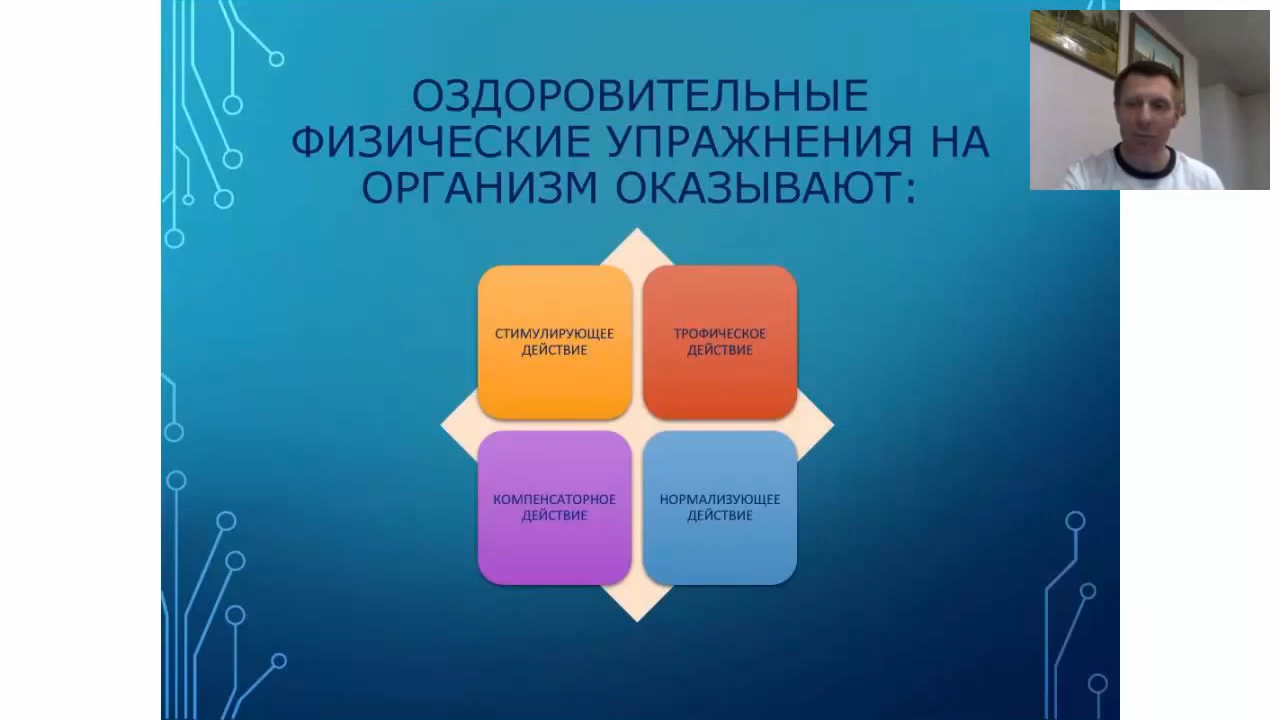 ОЗДОРОВИТЕЛЬНЫЕ
ФИЗИЧЕСКИЕ УПРАЖНЕНИЯ НА
ОРГАНИЗМ ОКАЗЫВАЮТ:
СТИМУЛИРУЮЩЕЕ
ДЕЙСТВИЕ
ТРОФИЧЕСКОЕ
ДЕЙСТВИЕ
КОМПЕНСАТОРНОЕ
ДЕЙСТВИЕ
НОРМАЛИЗУЮЩЕЕ
ДЕЙСТВИЕ